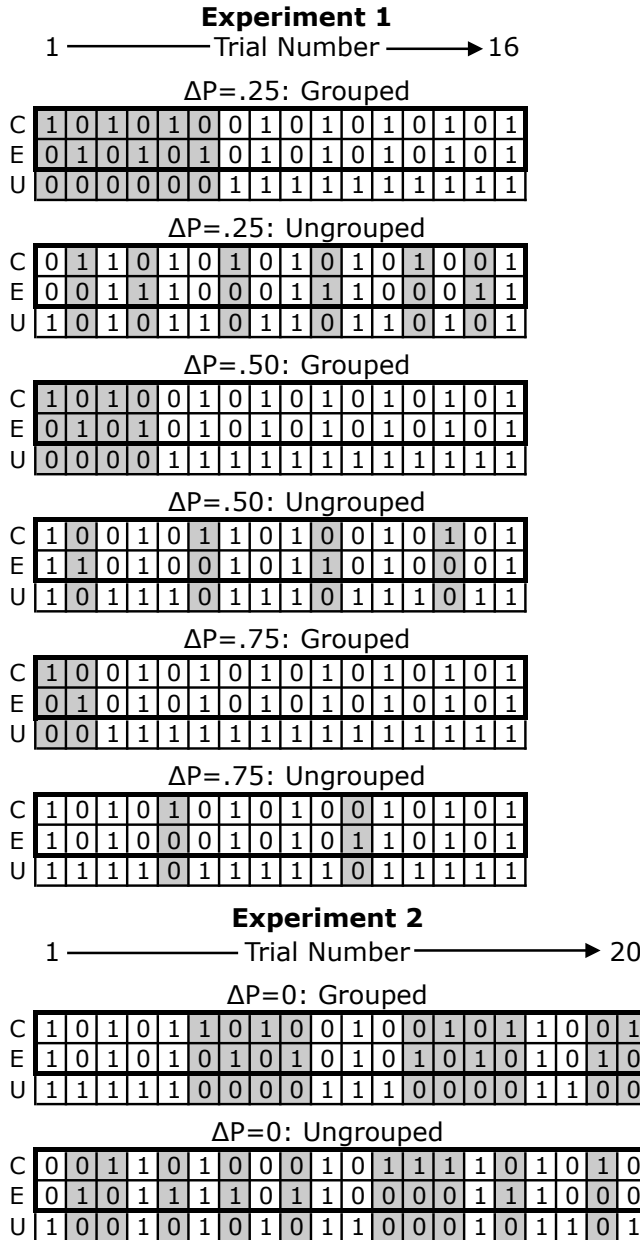 Experiment 1
1 Trial Number 16
ΔP=.25: Grouped
C 1 0 1 0 1 0 0 1 0 1 0 1 0 1 0 1
E 0 1 0 1 0 1 0 1 0 1 0 1 0 1 0 1
U 0 0 0 0 0 0 1 1 1 1 1 1 1 1 1 1
ΔP=.25: Ungrouped
C 0 1 1 0 1 0 1 0 1 0 1 0 1 0 0 1
E 0 0 1 1 1 0 0 0 1 1 1 0 0 0 1 1
U 1 0 1 0 1 1 0 1 1 0 1 1 0 1 0 1
ΔP=.50: Grouped
C 1 0 1 0 0 1 0 1 0 1 0 1 0 1 0 1
E 0 1 0 1 0 1 0 1 0 1 0 1 0 1 0 1
U 0 0 0 0 1 1 1 1 1 1 1 1 1 1 1 1
ΔP=.50: Ungrouped
C 1 0 0 1 0 1 1 0 1 0 0 1 0 1 0 1
E 1 1 0 1 0 0 1 0 1 1 0 1 0 0 0 1
U 1 0 1 1 1 0 1 1 1 0 1 1 1 0 1 1
ΔP=.75: Grouped
C 1 0 0 1 0 1 0 1 0 1 0 1 0 1 0 1
E 0 1 0 1 0 1 0 1 0 1 0 1 0 1 0 1
U 0 0 1 1 1 1 1 1 1 1 1 1 1 1 1 1
ΔP=.75: Ungrouped
C 1 0 1 0 1 0 1 0 1 0 0 1 0 1 0 1
E 1 0 1 0 0 0 1 0 1 0 1 1 0 1 0 1
U 1 1 1 1 0 1 1 1 1 1 0 1 1 1 1 1
Experiment 2
1 Trial Number 20
ΔP=0: Grouped
C 1 0 1 0 1 1 0 1 0 0 1 0 0 1 0 1 1 0 0 1
E 1 0 1 0 1 0 1 0 1 0 1 0 1 0 1 0 1 0 1 0
U 1 1 1 1 1 0 0 0 0 1 1 1 0 0 0 0 1 1 0 0
ΔP=0: Ungrouped
C 0 0 1 1 0 1 0 0 0 1 0 1 1 1 1 0 1 0 1 0
E 0 1 0 1 1 1 1 0 1 1 0 0 0 0 1 1 1 0 0 0
U 1 0 0 1 0 1 0 1 0 1 1 0 0 0 1 0 1 1 0 1